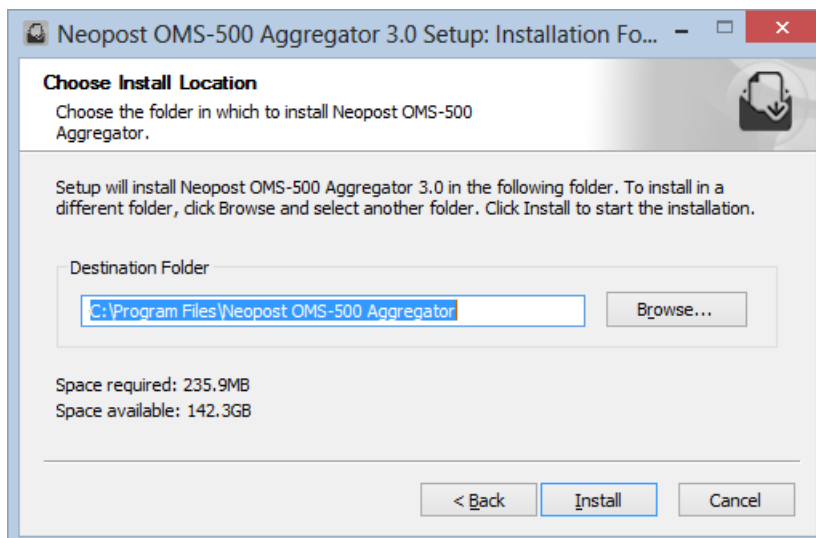 Neopost OMS-500 Aggregator 3.0 Setup: Installation Fo...
Choose Install Location
Choose the folder in which to install Neopost OMS-500
Aggregator.
Setup will install Neopost OMS-500 Aggregator 3.0 in the following folder. To install in a
different folder, click Browse and select another folder. Click Install to start the installation.
Destination Folder
C:\Program Files\Neopost OMS-500 Aggregator
Browse...
Space required: 235.9MB
Space available: 142.3GB
< Back
Install
Cancel